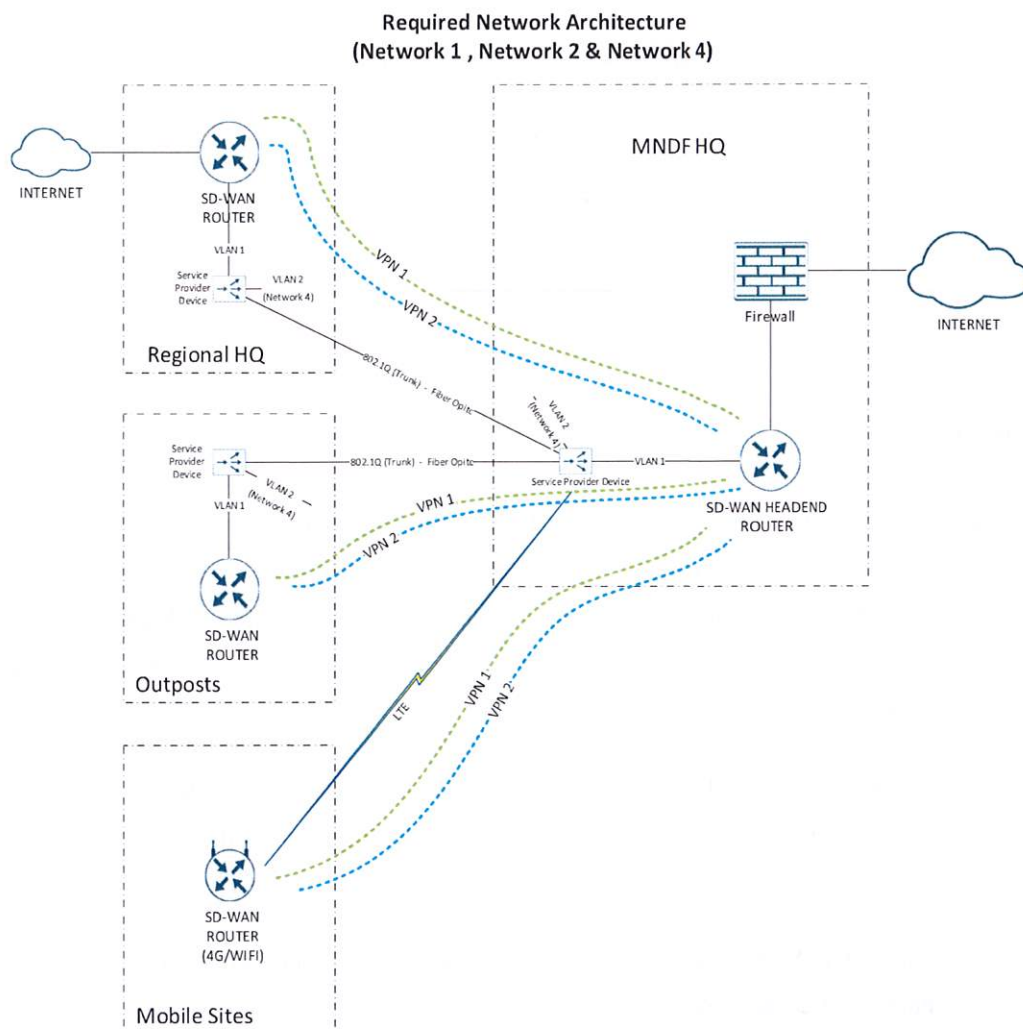 Required Network Architecture
(Network 1 , Network 2 & Network 4)
INTERNET
SD-WAN
ROUTER
VLAN 1
Service
Provider
Device
VLAN 2
(Network 4)
Regional HQ
VPN 1
VPN 2
802.1Q (Trunk) - Fiber Opitc
MNDF HQ
Firewall
INTERNET
VLAN 2
(Network 4)
Service Provider Device
VLAN 1
SD-WAN HEADEND
ROUTER
Service
Provider
Device
802.1Q (Trunk) - Fiber Opitc
VLAN 2
(Network 4)
VLAN 1
VPN 1
VPN 2
SD-WAN
ROUTER
Outposts
LTE
VPN 1
VPN 2
SD-WAN
ROUTER
(4G/WIFI)
Mobile Sites